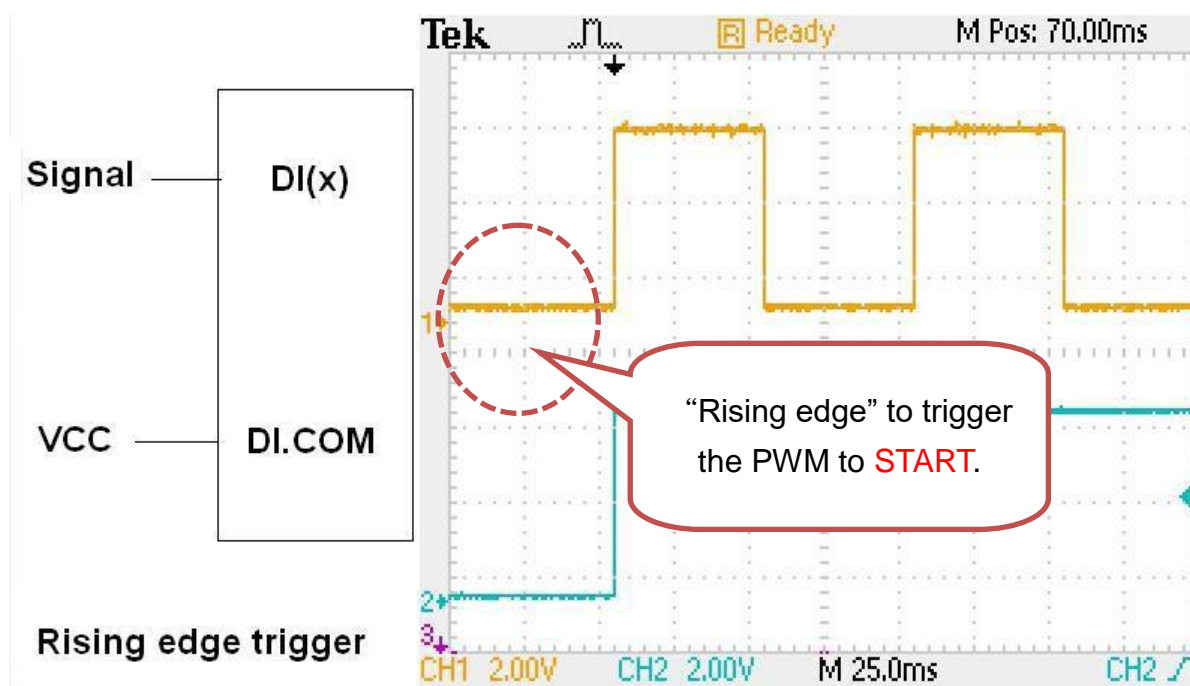 Signal
DI(x)
VCC
DI.COM
Rising edge trigger
Tek R Ready M Pos: 70.00ms
1
“Rising edge” to trigger
the PWM to START.
2
3
CH1 2.00V CH2 2.00V M 25.0ms CH2